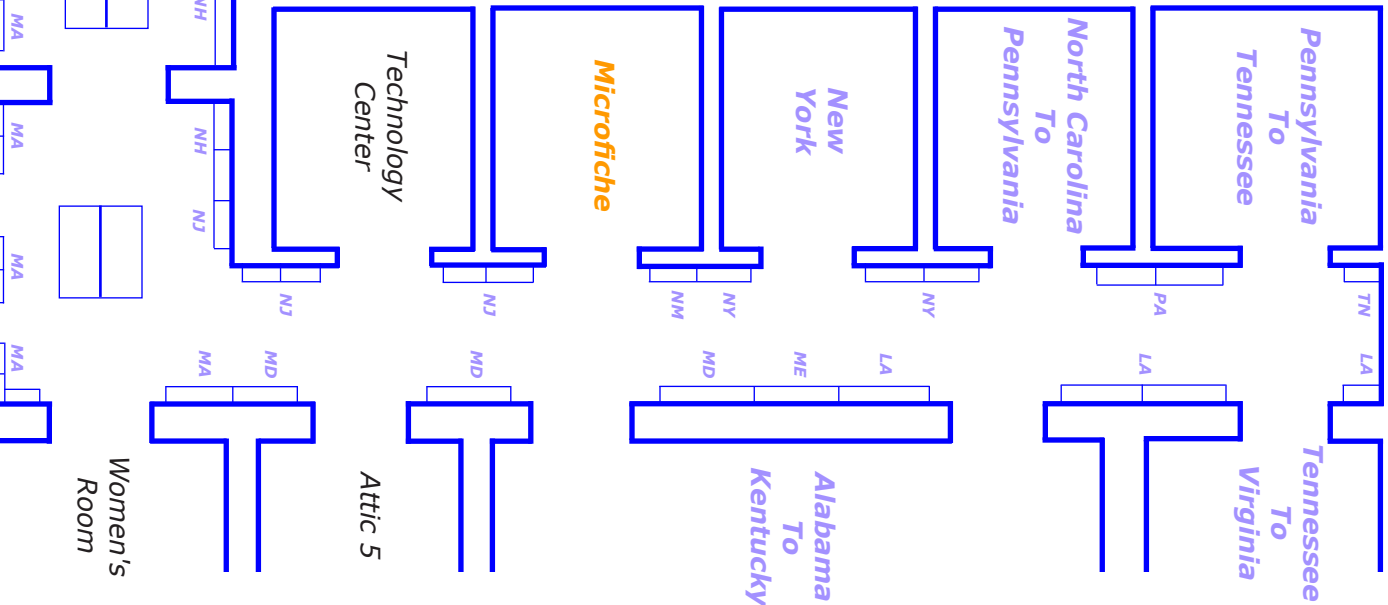 MA
NH
MA
NH
NJ
MA
MA
Technology
Center
Microfiche
New
York
North Carolina
To
Pennsylvania
Pennsylvania
To
Tennessee
NJ
NJ
NM
NY
NY
PA
TN
MA
MD
MD
MD
ME
LA
LA
LA
Women's
Room
Attic 5
Alabama
To
Kentucky
Tennessee
To
Virginia